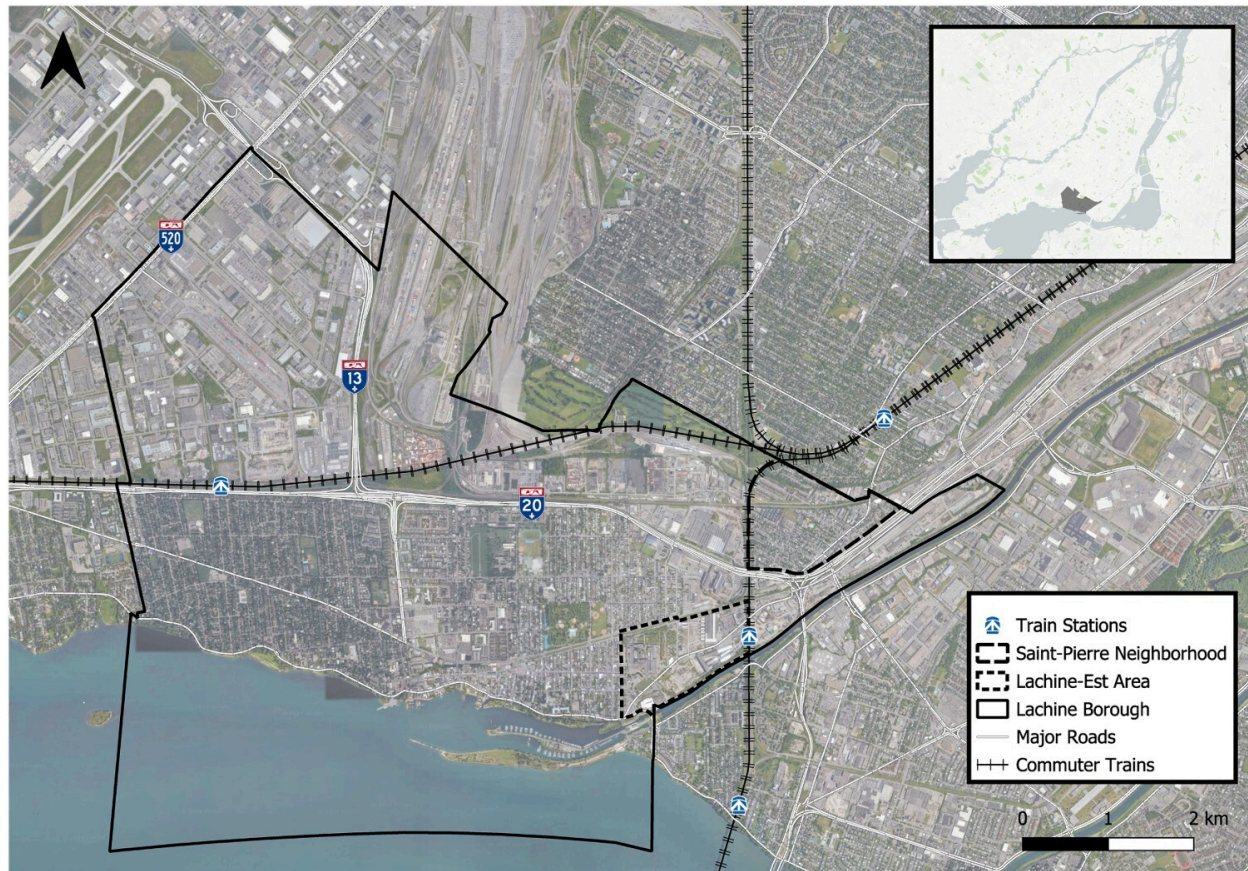 520
13
20
Train Stations
Saint-Pierre Neighborhood
Lachine-Est Area
Lachine Borough
Major Roads
Commuter Trains
0 1 2 km